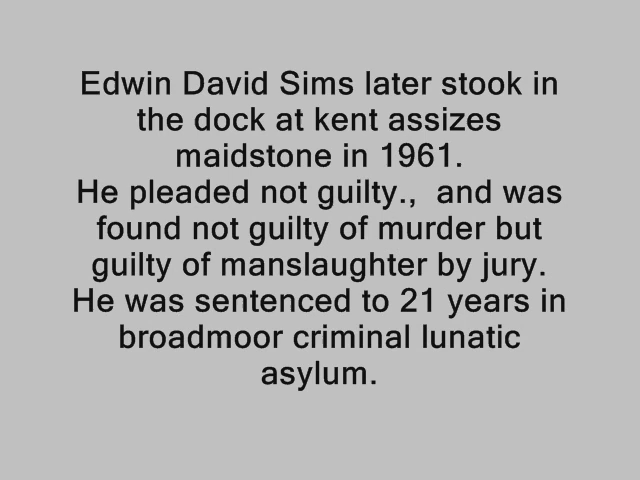 Edwin David Sims later stook in
the dock at kent assizes
maidstone in 1961.
He pleaded not guilty.,  and was
found not guilty of murder but
guilty of manslaughter by jury.
He was sentenced to 21 years in
broadmoor criminal lunatic
asylum.